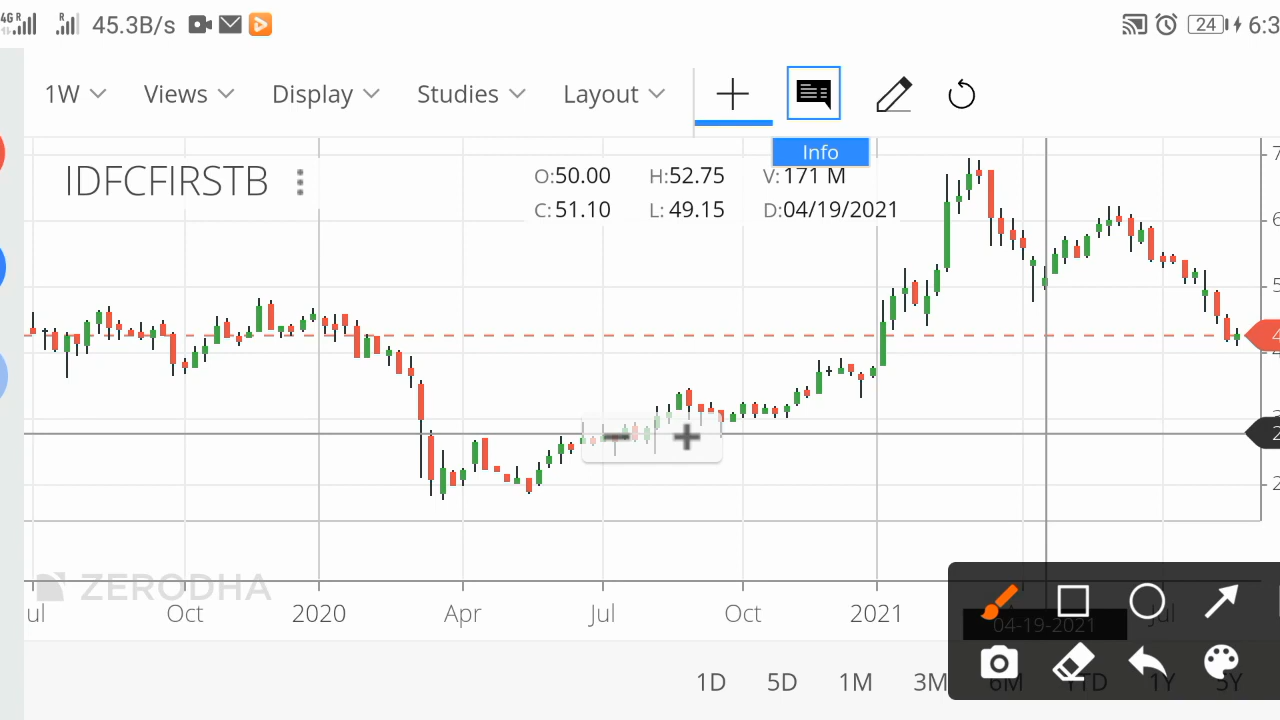 4G R R 45.3B/s 24 6:3
1W Views Display Studies Layout
Info
IDFCFIRSTB
O:50.00 H:52.75 V:171 M
C:51.10 L:49.15 D:04/19/2021
ZERODHA
ul Oct 2020 Apr Jul Oct 2021 Jul
04-19-2021
1D 5D 1M 3M 6M YTD 1Y 5Y